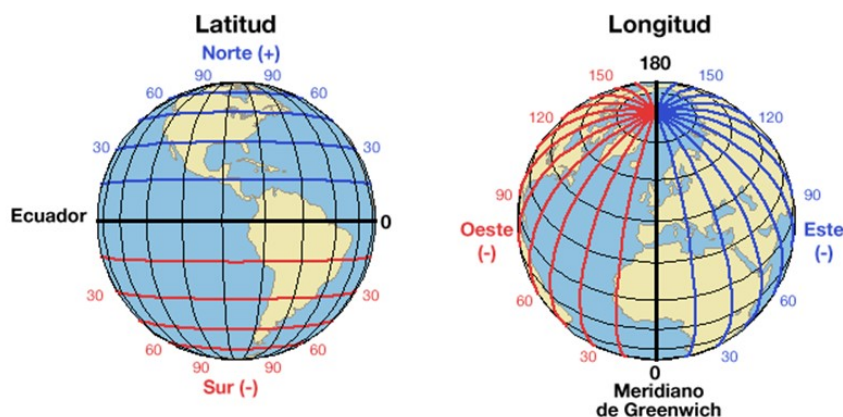 Latitud
Norte (+)
90 90
60 60
30 30
Ecuador 0
30 30
60 60
90 90
Sur (-)
Longitud
180
150 150
120 120
90 90
Oeste Este
(-) (-)
60 60
30 30
0
Meridiano
de Greenwich